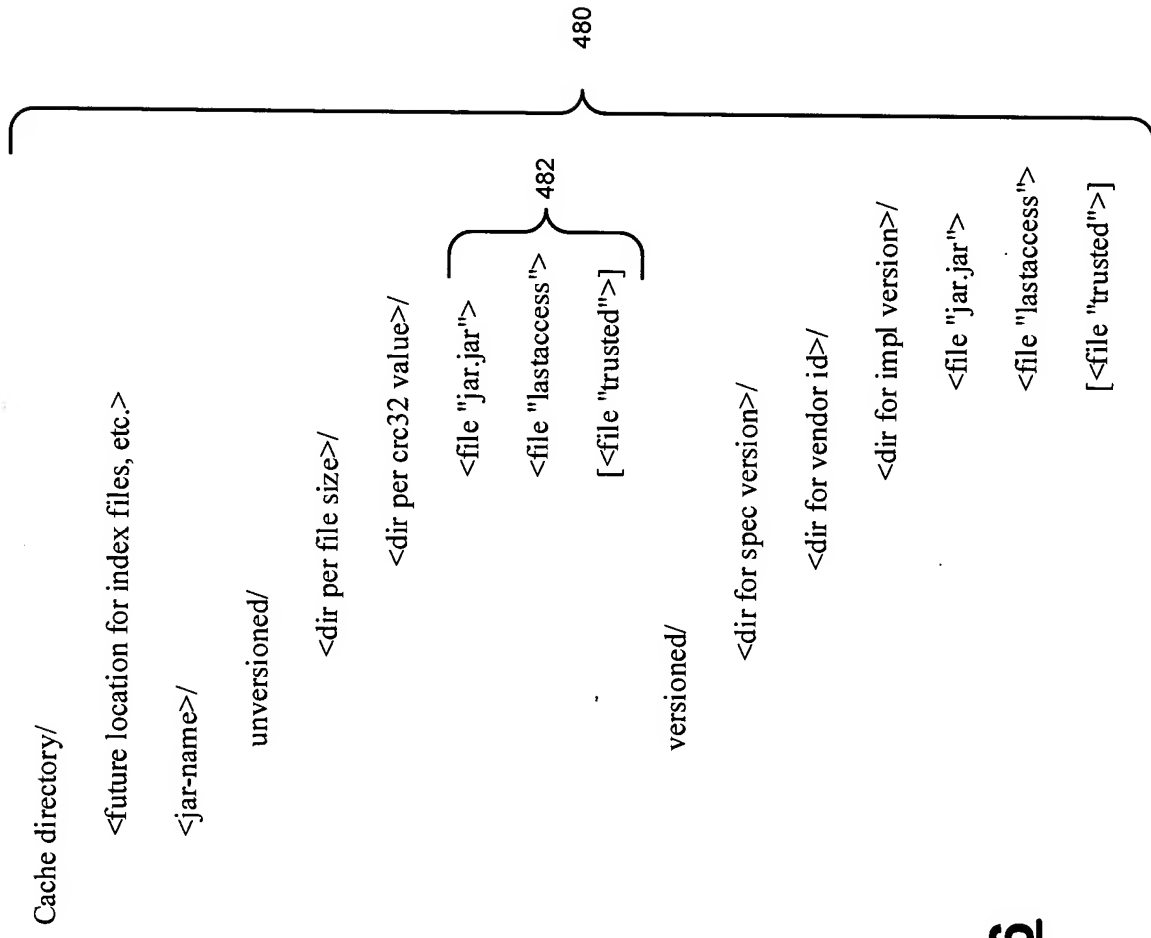 Cache directory/
<future location for index files, etc.>
<jar-name>/
unversioned/
<dir per file size>/
<dir per crc32 value>/
<file "jar.jar">
<file "lastaccess">
[<file "trusted">]
482
versioned/
<dir for spec version>/
<dir for vendor id>/
<dir for impl version>/
<file "jar.jar">
<file "lastaccess">
[<file "trusted">]
480